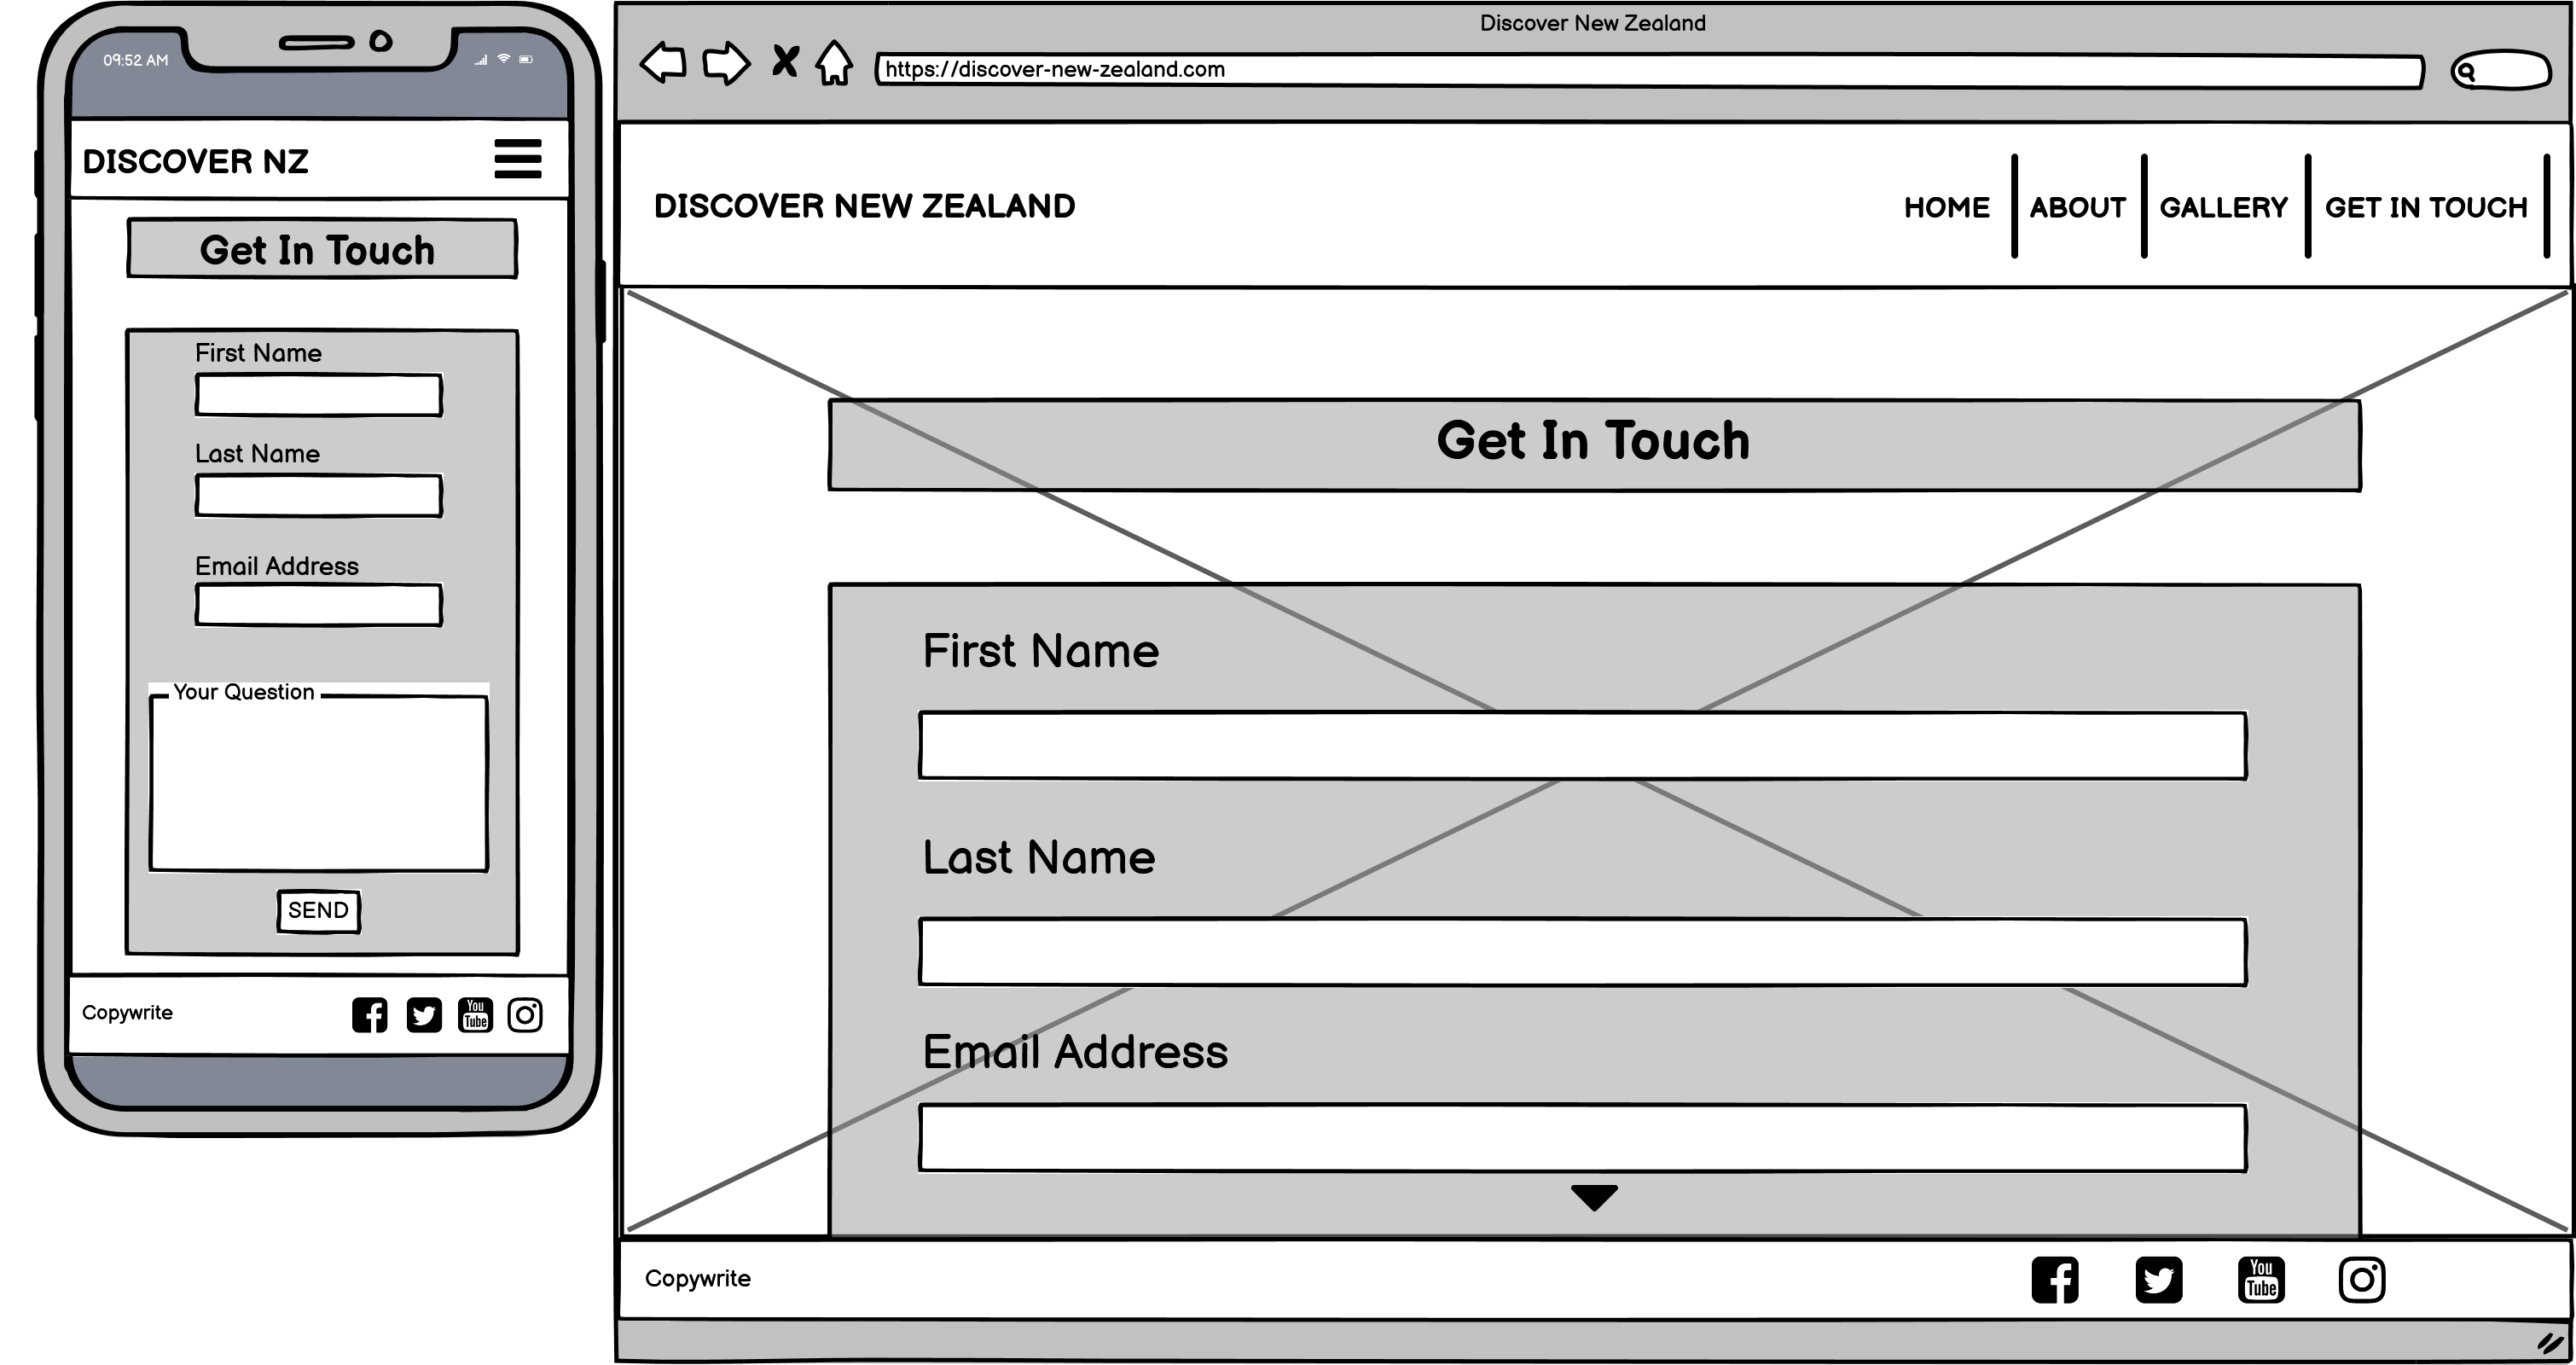 09:52 AM
DISCOVER NZ
Get In Touch
First Name
Last Name
Email Address
Your Question
SEND
Copywrite
You
Tube
Discover New Zealand
https://discover-new-zealand.com
DISCOVER NEW ZEALAND
HOME
ABOUT
GALLERY
GET IN TOUCH
Get In Touch
First Name
Last Name
Email Address
Copywrite
You
Tube